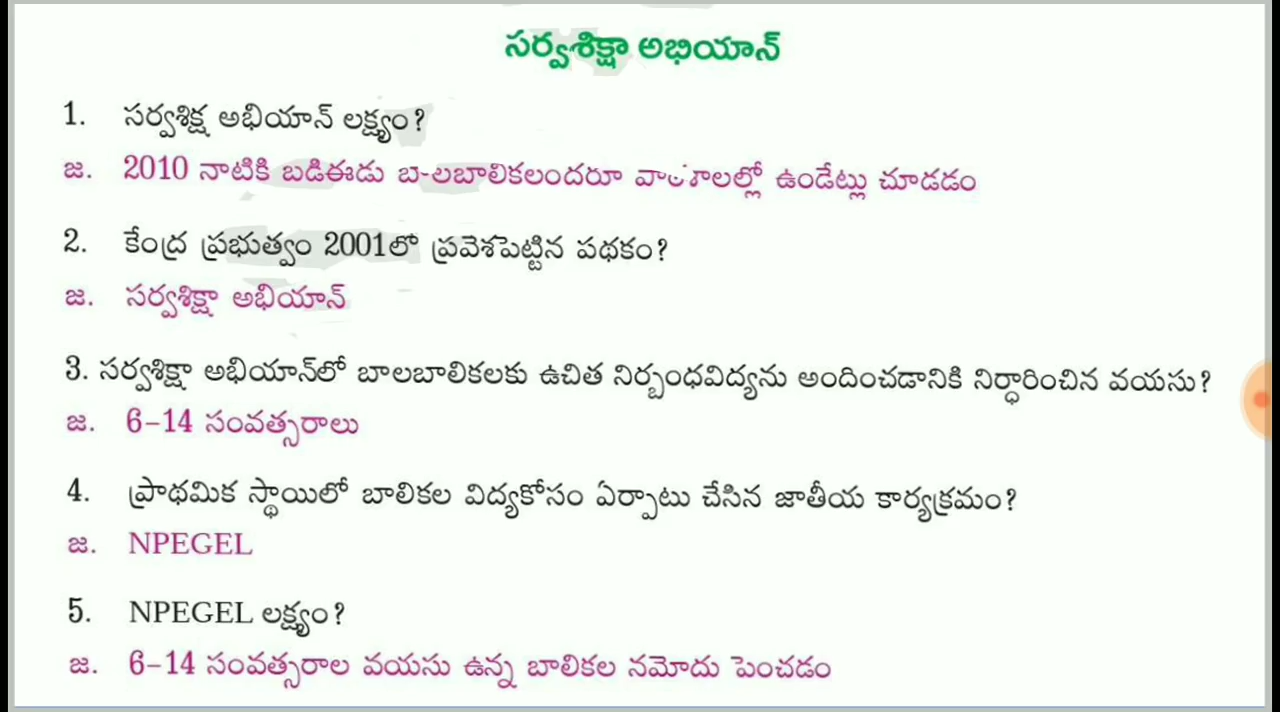 సర్వశిక్షా అభియాన్
1. సర్వశిక్ష అభియాన్ లక్ష్యం?
జ. 2010 నాటికి బడిఈడు బాలబాలికలందరూ పాఠశాలల్లో ఉండేట్లు చూడడం
2. కేంద్ర ప్రభుత్వం 2001లో ప్రవేశపెట్టిన పథకం?
జ. సర్వశిక్షా అభియాన్
3. సర్వశిక్షా అభియాన్‌లో బాలబాలికలకు ఉచిత నిర్బంధవిద్యను అందించడానికి నిర్ధారించిన వయసు?
జ. 6-14 సంవత్సరాలు
4. ప్రాథమిక స్థాయిలో బాలికల విద్యకోసం ఏర్పాటు చేసిన జాతీయ కార్యక్రమం?
జ. NPEGEL
5. NPEGEL లక్ష్యం?
జ. 6-14 సంవత్సరాల వయసు ఉన్న బాలికల నమోదు పెంచడం